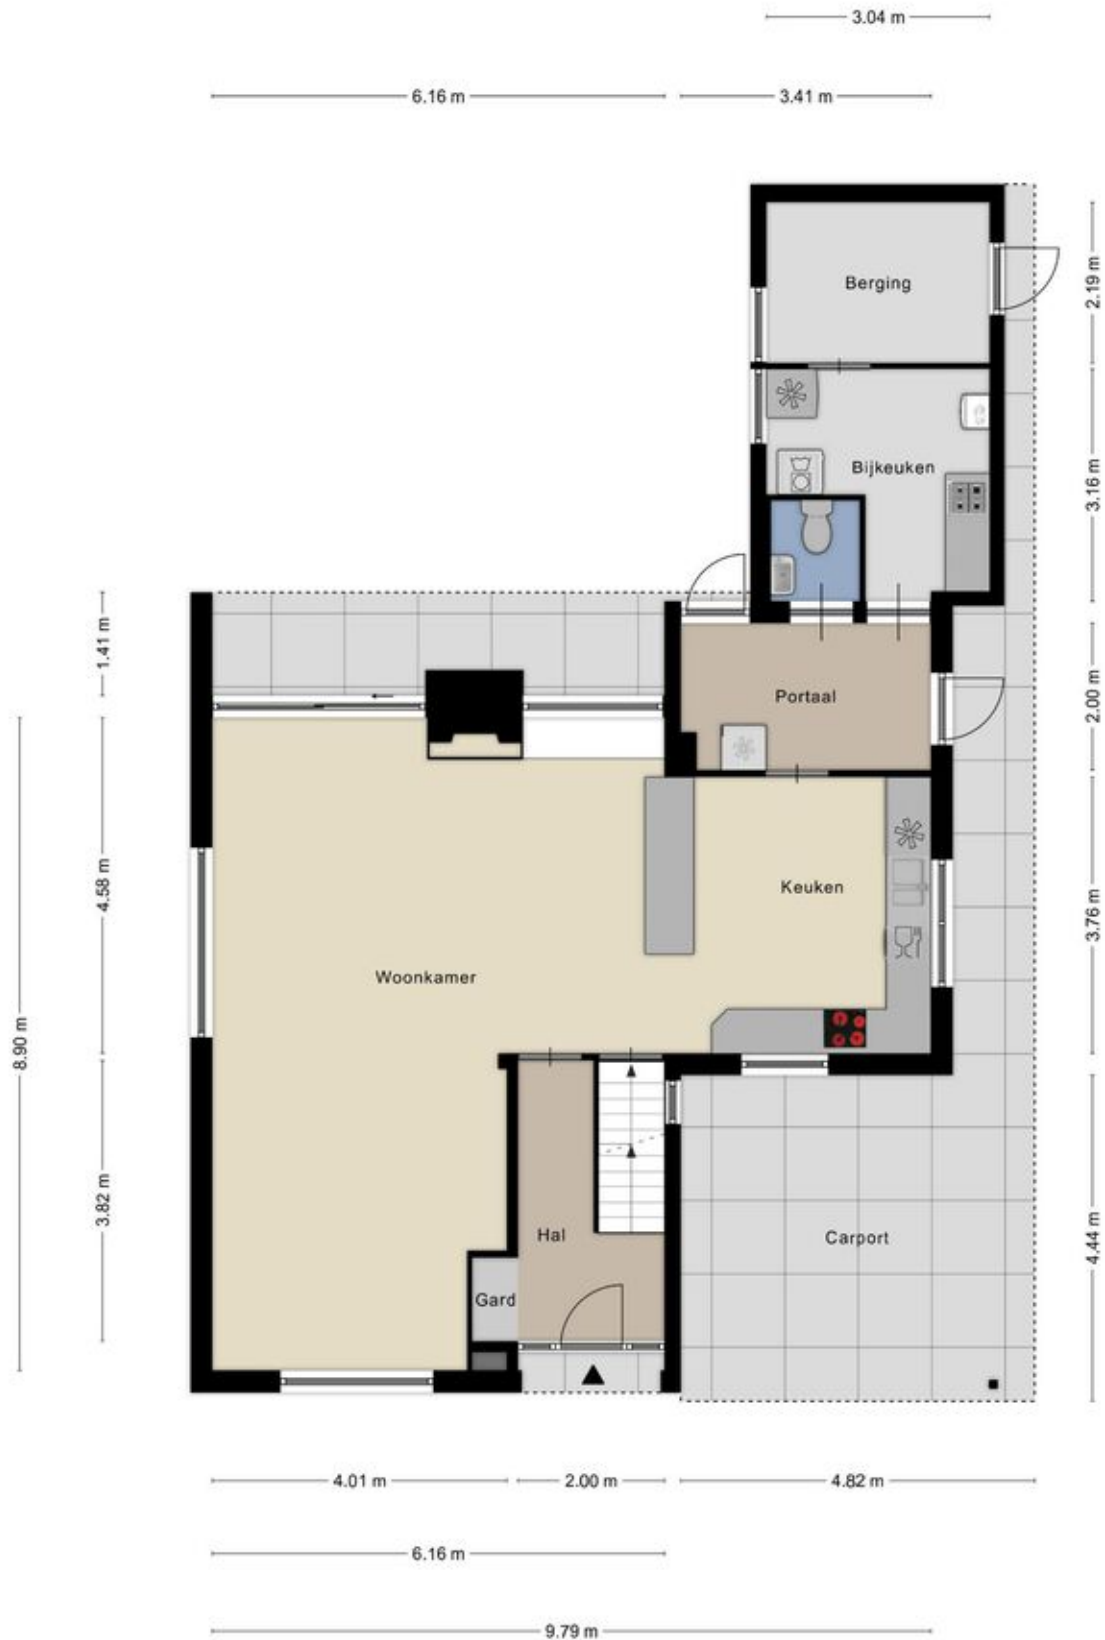 3.04 m
6.16 m
3.41 m
Berging
2.19 m
Bijkeuken
3.16 m
1.41 m
Portaal
2.00 m
4.58 m
Keuken
3.76 m
Woonkamer
8.90 m
3.82 m
Hal
Carport
4.44 m
Gard
4.01 m
2.00 m
4.82 m
6.16 m
9.79 m